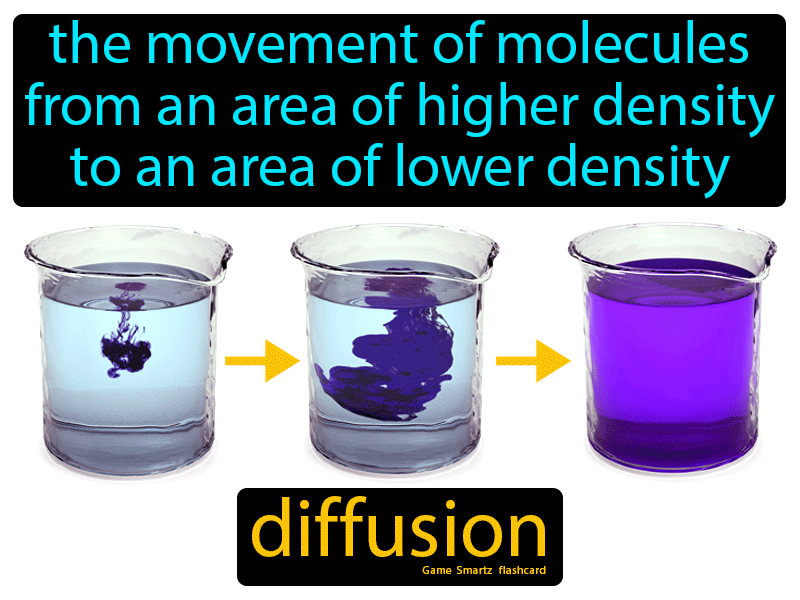 the movement of molecules
from an area of higher density
to an area of lower density
diffusion
Game Smartz flashcard